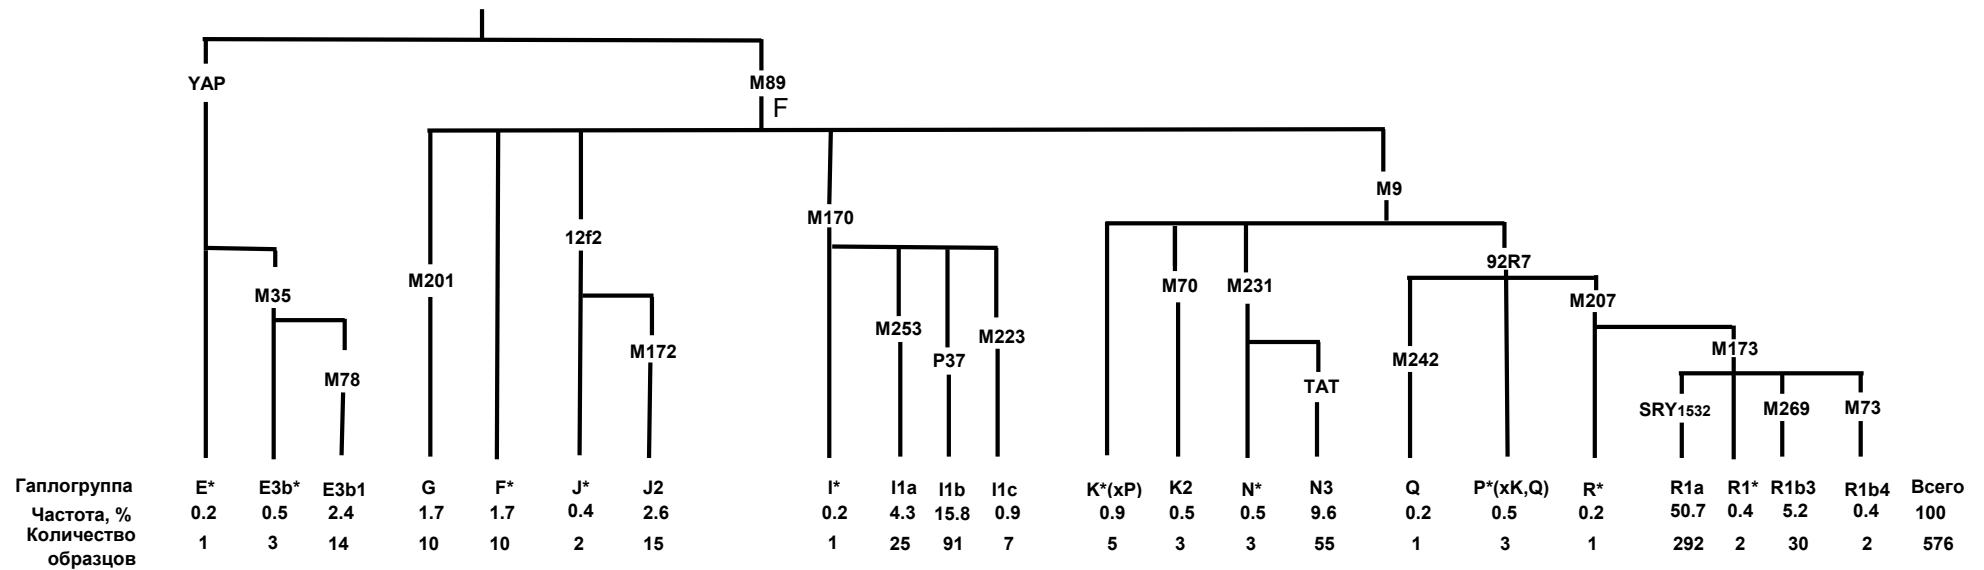 YAP
M89
F
M9
M170
12f2
92R7
M201
M70
M231
M35
M207
M253
M223
M172
M173
P37
M242
M78
TAT
SRY1532
M269
M73
Гаплогруппа E* E3b* E3b1 G F* J* J2 I* I1a I1b I1c K*(xP) K2 N* N3 Q P*(xK,Q) R* R1a R1* R1b3 R1b4 Всего
Частота, % 0.2 0.5 2.4 1.7 1.7 0.4 2.6 0.2 4.3 15.8 0.9 0.9 0.5 0.5 9.6 0.2 0.5 0.2 50.7 0.4 5.2 0.4 100
Количество
образцов 1 3 14 10 10 2 15 1 25 91 7 5 3 3 55 1 3 1 292 2 30 2 576